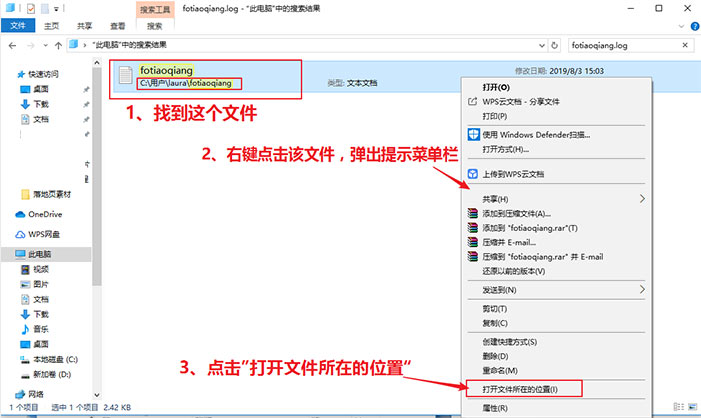 搜索工具
fotiaoqiang.log - "此电脑"中的搜索结果
文件
主页
共享
查看
搜索
"此电脑"中的搜索结果
fotiaoqiang.log
快速访问
桌面
下载
文档
落地页素材
OneDrive
WPS网盘
此电脑
视频
图片
文档
下载
音乐
桌面
本地磁盘 (C:)
新加卷 (D:)
网络
fotiaoqiang
C:\用户\laura\fotiaoqiang
类型: 文本文档
修改日期: 2019/8/3 15:03
1、找到这个文件
2、右键点击该文件，弹出提示菜单栏
3、点击"打开文件所在的位置"
打开(O)
WPS云文档 - 分享文件
打印(P)
使用 Windows Defender扫描...
打开方式(H)...
上传到WPS云文档
共享(H)
添加到压缩文件(A)...
添加到 "fotiaoqiang.rar"(T)
压缩并 E-mail...
压缩到 "fotiaoqiang.rar" 并 E-mail
还原以前的版本(V)
发送到(N)
剪切(T)
复制(C)
创建快捷方式(S)
删除(D)
重命名(M)
打开文件所在的位置(I)
属性(R)
1 个项目 选中 1 个项目 2.42 KB